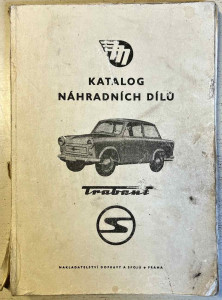 KATALOG
NÁHRADNÍCH DÍLŮ
Trabant
S
NAKLADATELSTVÍ DOPRAVY A SPOJŮ • PRAHA